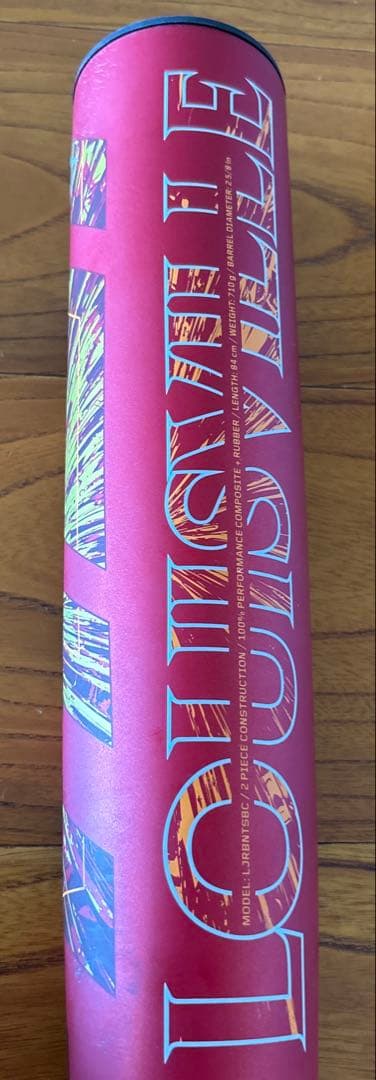 LOUISVILLE
MODEL: LJRBNTSBC / 2 PIECE CONSTRUCTION / 100% PERFORMANCE COMPOSITE + RUBBER / LENGTH: 84 cm / WEIGHT: 710 g / BARREL DIAMETER: 2 5/8 in